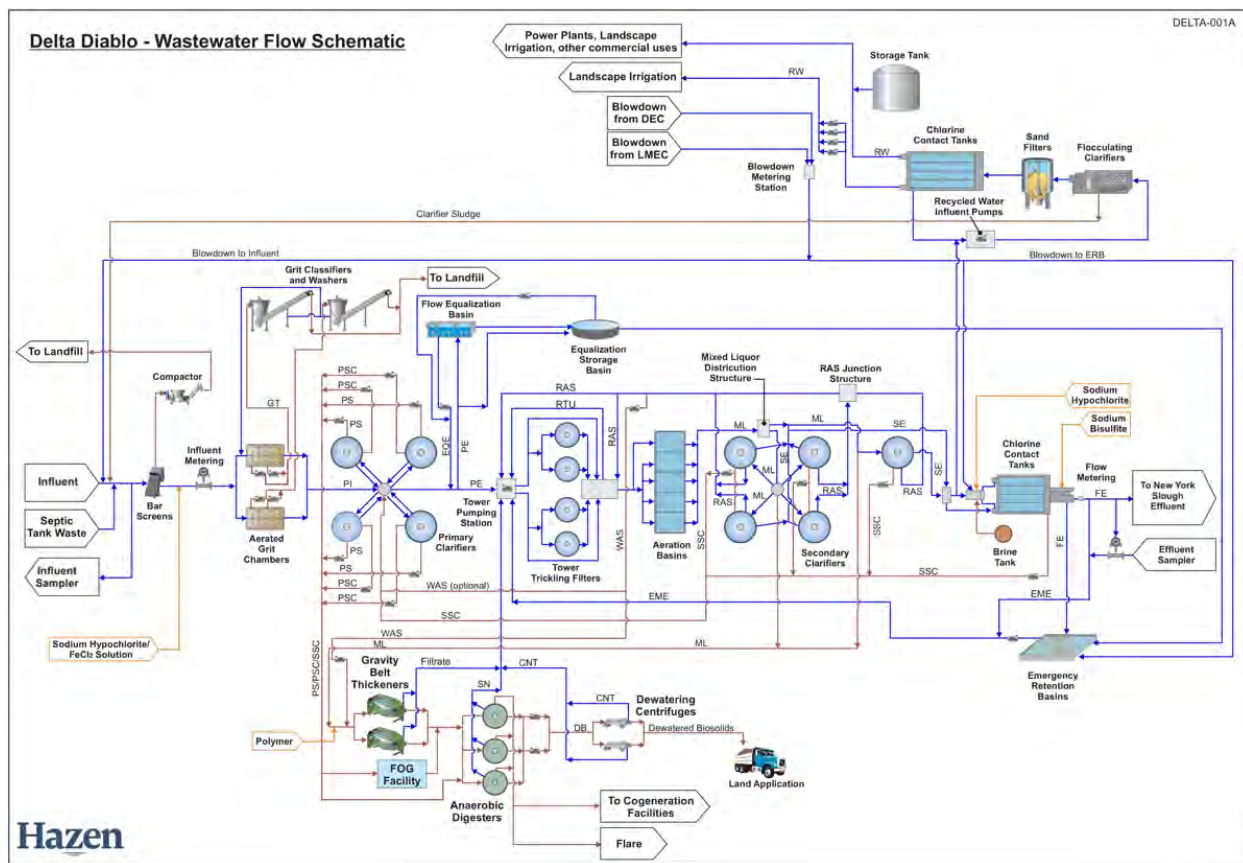 DELTA-001A
Delta Diablo - Wastewater Flow Schematic
Power Plants, Landscape
Irrigation, other commercial uses
Landscape Irrigation
RW
Storage Tank
Blowdown
from DEC
Blowdown
from LMEC
Blowdown
Metering
Station
RW
Chlorine
Contact Tanks
Sand
Filters
Flocculating
Clarifiers
Recycled Water
Influent Pumps
Clarifier Sludge
Blowdown to Influent
Blowdown to ERB
Grit Classifiers
and Washers
To Landfill
Flow Equalization
Basin
Equalization
Strorage
Basin
To Landfill
Compactor
GT
PSC
PSC
PS
PS
PS
EQE
PE
RAS
RTU
RAS
Mixed Liquor
Districution
Structure
RAS Junction
Structure
Sodium
Hypochlorite
Sodium
Bisulfite
Influent
Metering
ML
ML
SE
SE
SE
ML
ML
RAS
RAS
RAS
Chlorine
Contact
Tanks
Flow
Metering
FE
FE
To New York
Slough
Effluent
Influent
Septic
Tank Waste
Influent
Sampler
Bar
Screens
Aerated
Grit
Chambers
PI
PE
Primary
Clarifiers
Tower
Pumping
Station
Tower
Trickling Filters
WAS
Aeration
Basins
SSC
SSC
Secondary
Clarifiers
Brine
Tank
Effluent
Sampler
PS
PS
PSC
PSC
WAS (optional)
SSC
SSC
EME
EME
Sodium Hypochlorite/
FeCl₂ Solution
WAS
ML
ML
Emergency
Retention
Basins
PS/PSC/SSC
Gravity
Belt
Thickeners
Filtrate
CNT
SN
CNT
Dewatering
Centrifuges
DB
Dewatered Biosolids
Polymer
FOG
Facility
Anaerobic
Digesters
Land Application
To Cogeneration
Facilities
Flare
Hazen